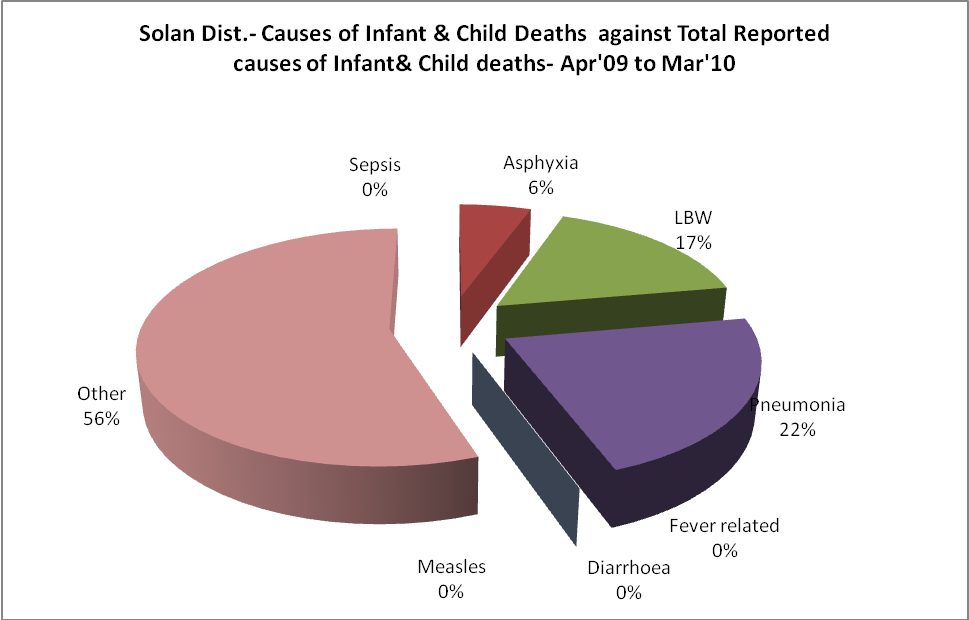 Solan Dist.- Causes of Infant & Child Deaths  against Total Reported
causes of Infant& Child deaths- Apr'09 to Mar'10
Sepsis
0%
Asphyxia
6%
LBW
17%
Pneumonia
22%
Fever related
0%
Diarrhoea
0%
Measles
0%
Other
56%